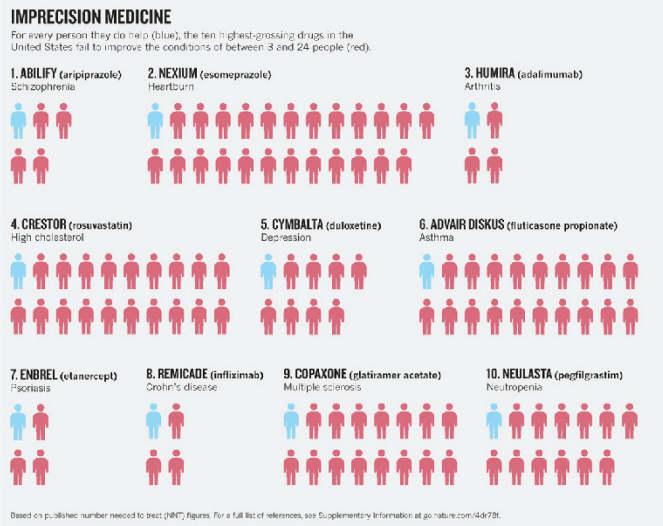 IMPRECISION MEDICINE
For every person they do help (blue), the ten highest-grossing drugs in the
United States fail to improve the conditions of between 3 and 24 people (red).
1. ABILIFY (aripiprazole)
Schizophrenia
2. NEXIUM (esomeprazole)
Heartburn
3. HUMIRA (adalimumab)
Arthritis
4. CRESTOR (rosuvastatin)
High cholesterol
5. CYMBALTA (duloxetine)
Depression
6. ADVAIR DISKUS (fluticasone propionate)
Asthma
7. ENBREL (etanercept)
Psoriasis
8. REMICADE (infliximab)
Crohn's disease
9. COPAXONE (glatiramer acetate)
Multiple sclerosis
10. NEULASTA (pegfilgrastim)
Neutropenia
Based on published number needed to treat (NNT) figures. For a full list of references, see Supplementary Information at go.nature.com/4dr78f.